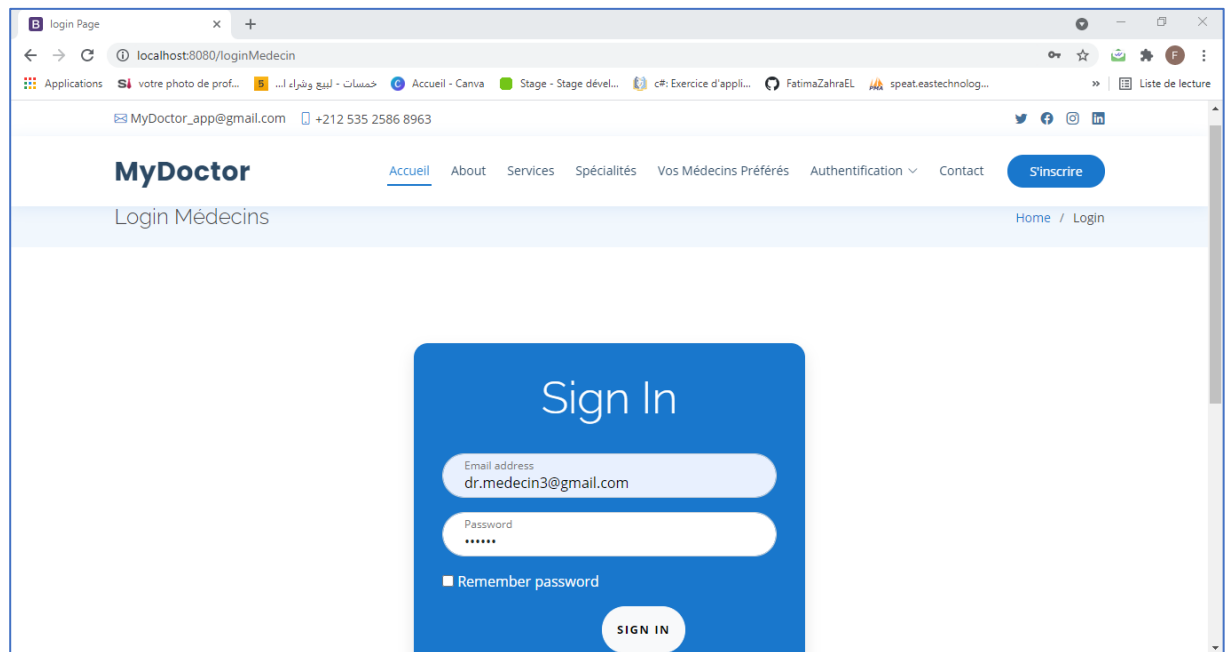 B login Page
localhost:8080/loginMedecin
F
Applications Si votre photo de prof... 5 خمسات - لبيع وشراء ا... C Accueil - Canva Stage - Stage dével... c#: Exercice d'appli... FatimaZahraEL PMA speat.eastechnolog... » Liste de lecture
MyDoctor_app@gmail.com +212 535 2586 8963
MyDoctor Accueil About Services Spécialités Vos Médecins Préférés Authentification Contact S'inscrire
Login Médecins Home / Login
Sign In
Email address
dr.medecin3@gmail.com
Password
••••••
Remember password
SIGN IN